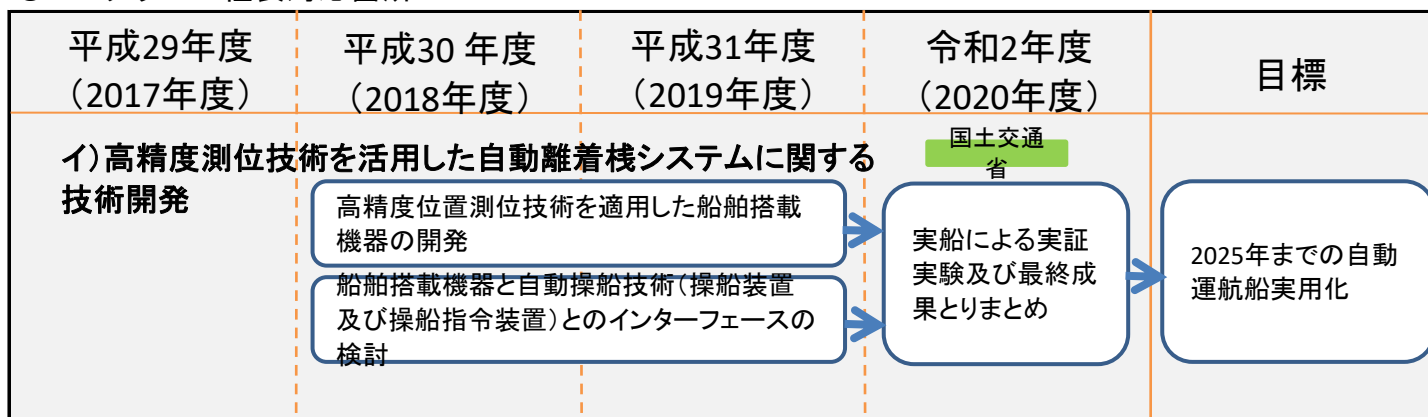 平成29年度
（2017年度）
平成30 年度
（2018年度）
平成31年度
（2019年度）
令和2年度
（2020年度）
目標
イ）高精度測位技術を活用した自動離着桟システムに関する
技術開発
国土交通
省
高精度位置測位技術を適用した船舶搭載
機器の開発
船舶搭載機器と自動操船技術（操船装置
及び操船指令装置）とのインターフェースの
検討
実船による実証
実験及び最終成
果とりまとめ
2025年までの自動
運航船実用化